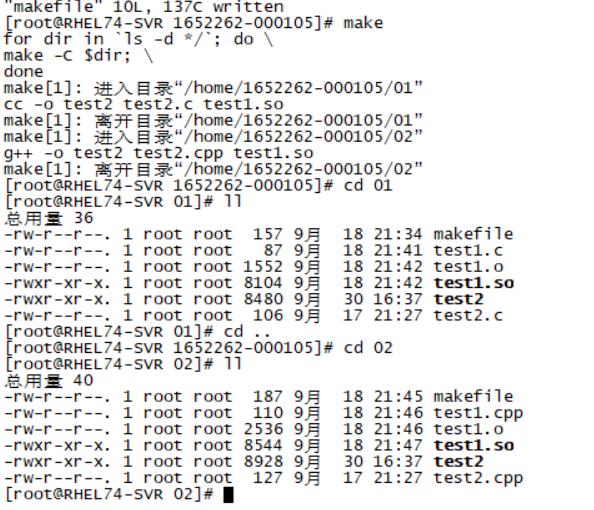 "makefile" 10L, 137C written
[root@RHEL74-SVR 1652262-000105]# make
for dir in `ls -d */`; do \
make -C $dir; \
done
make[1]: 进入目录“/home/1652262-000105/01”
cc -o test2 test2.c test1.so
make[1]: 离开目录“/home/1652262-000105/01”
make[1]: 进入目录“/home/1652262-000105/02”
g++ -o test2 test2.cpp test1.so
make[1]: 离开目录“/home/1652262-000105/02”
[root@RHEL74-SVR 1652262-000105]# cd 01
[root@RHEL74-SVR 01]# ll
总用量 36
-rw-r--r--. 1 root root  157 9月  18 21:34 makefile
-rw-r--r--. 1 root root   87 9月  18 21:41 test1.c
-rw-r--r--. 1 root root 1552 9月  18 21:42 test1.o
-rwxr-xr-x. 1 root root 8104 9月  18 21:42 test1.so
-rwxr-xr-x. 1 root root 8480 9月  30 16:37 test2
-rw-r--r--. 1 root root  106 9月  17 21:27 test2.c
[root@RHEL74-SVR 01]# cd ..
[root@RHEL74-SVR 1652262-000105]# cd 02
[root@RHEL74-SVR 02]# ll
总用量 40
-rw-r--r--. 1 root root  187 9月  18 21:45 makefile
-rw-r--r--. 1 root root  110 9月  18 21:46 test1.cpp
-rw-r--r--. 1 root root 2536 9月  18 21:46 test1.o
-rwxr-xr-x. 1 root root 8544 9月  18 21:47 test1.so
-rwxr-xr-x. 1 root root 8928 9月  30 16:37 test2
-rw-r--r--. 1 root root  127 9月  17 21:27 test2.cpp
[root@RHEL74-SVR 02]#